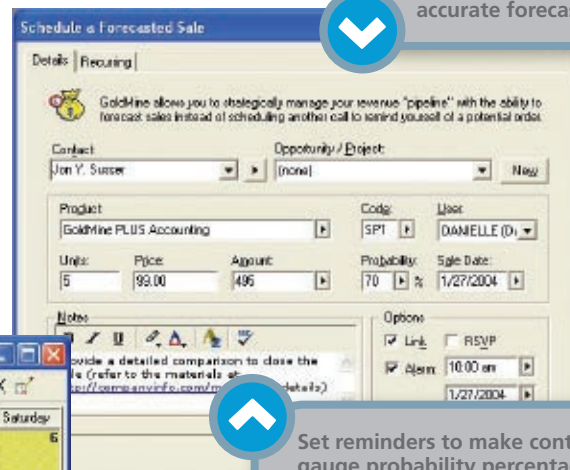 accurate forecas
Schedule a Forecasted Sale
Details Recurring
GoldMine allows you to strategically manage your revenue "pipeline" with the ability to
forecast sales instead of scheduling another call to remind yourself of a potential order.
Contact: Opportunity / Project:
Jon Y. Susser (none) New
Product: Code: User:
GoldMine PLUS Accounting SPT DANIELLE (D
Units: Price: Amount: Probability: Sale Date:
5 99.00 495 70 % 1/27/2004
Notes Options
I U A Link RSVP
ovide a detailed comparison to close the
le (refer to the materials at
Alarm: 10:00 am
details)
1/27/2004
Saturday
6
Set reminders to make cont
gauge probability percenta